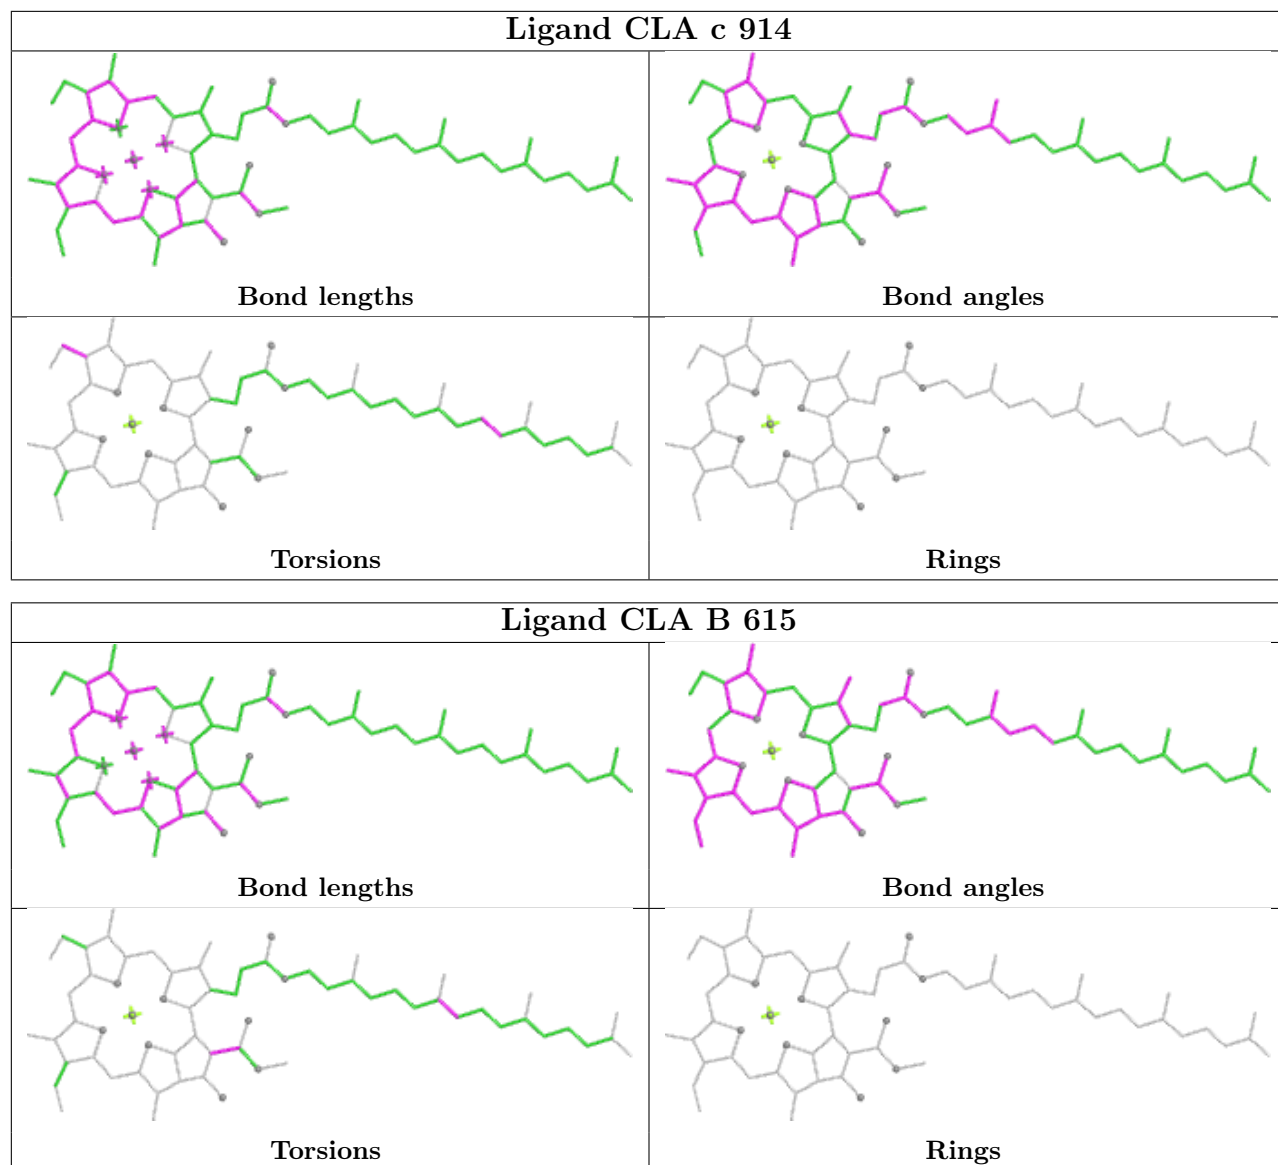 Ligand CLA c 914
Bond lengths
Bond angles
Torsions
Rings
Ligand CLA B 615
Bond lengths
Bond angles
Torsions
Rings